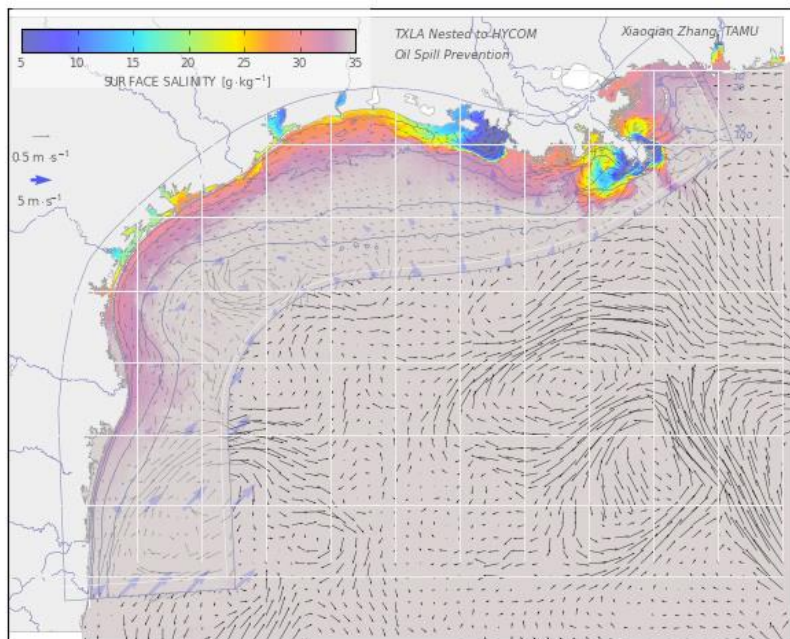 TXLA Nested to HYCOM
Xiaoqian Zhang, TAMU
Oil Spill Prevention
5 10 15 20 25 30 35
SURFACE SALINITY [g·kg⁻¹]
0.5 m·s⁻¹
5 m·s⁻¹